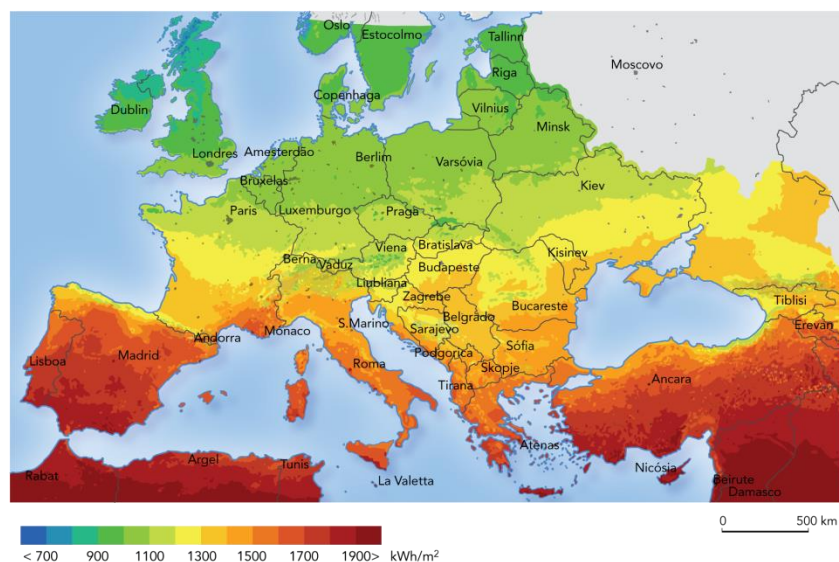 Oslo
Estocolmo
Tallinn
Riga
Moscovo
Copenhaga
Vilnius
Dublin
Minsk
Londres
Amesterdão
Berlim
Varsóvia
Bruxelas
Kiev
Paris
Luxemburgo
Praga
Viena
Bratislava
Berna
Vaduz
Budapeste
Kisinev
Liubliana
Zagrebe
Bucareste
Tiblisi
Mónaco
S.Marino
Belgrado
Andorra
Sarajevo
Erevan
Lisboa
Madrid
Podgorica
Sófia
Roma
Skopje
Tirana
Ancara
Atenas
Argel
Tunis
Nicósia
Rabat
La Valetta
Beirute
Damasco
0 500 km
< 700 900 1100 1300 1500 1700 1900> kWh/m²